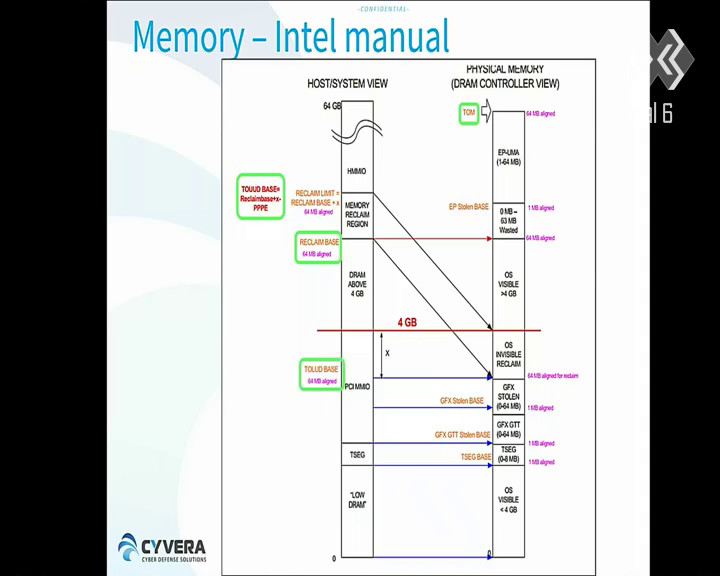 -CONFIDENTIAL-
Memory – Intel manual
HOST/SYSTEM VIEW
PHYSICAL MEMORY
(DRAM CONTROLLER VIEW)
64 GB
TOM
64 MB aligned
al 6
EP-UMA
(1-64 MB)
HMMIO
TOUUD BASE=
Reclaimbase+x-
PPPE
RECLAIM LIMIT =
RECLAIM BASE + x
64 MB aligned
MEMORY
RECLAIM
REGION
EP Stolen BASE
1 MB aligned
0 MB –
63 MB
Wasted
RECLAIM BASE
64 MB aligned
64 MB aligned
DRAM
ABOVE
4 GB
OS
VISIBLE
>4 GB
4 GB
X
OS
INVISIBLE
RECLAIM
TOLUD BASE
64 MB aligned
64 MB aligned for reclaim
PCI MMIO
GFX
STOLEN
(0-64 MB)
GFX Stolen BASE
1 MB aligned
GFX GTT
(0-64 MB)
GFX GTT Stolen BASE
1 MB aligned
TSEG
TSEG
(0-8 MB)
TSEG BASE
1 MB aligned
"LOW
DRAM"
OS
VISIBLE
< 4 GB
0
0
CYVERA
CYBER DEFENSE SOLUTIONS